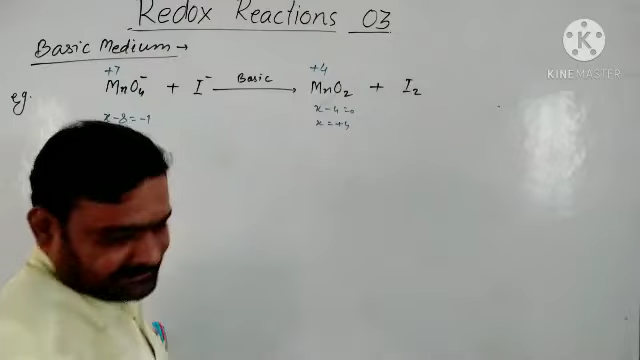 Redox Reactions 03
Basic Medium →
+7 +4
eg. MnO₄⁻ + I⁻ —Basic→ MnO₂ + I₂
x-8=-1 x-4=0
x=+4
K
KINEMASTER